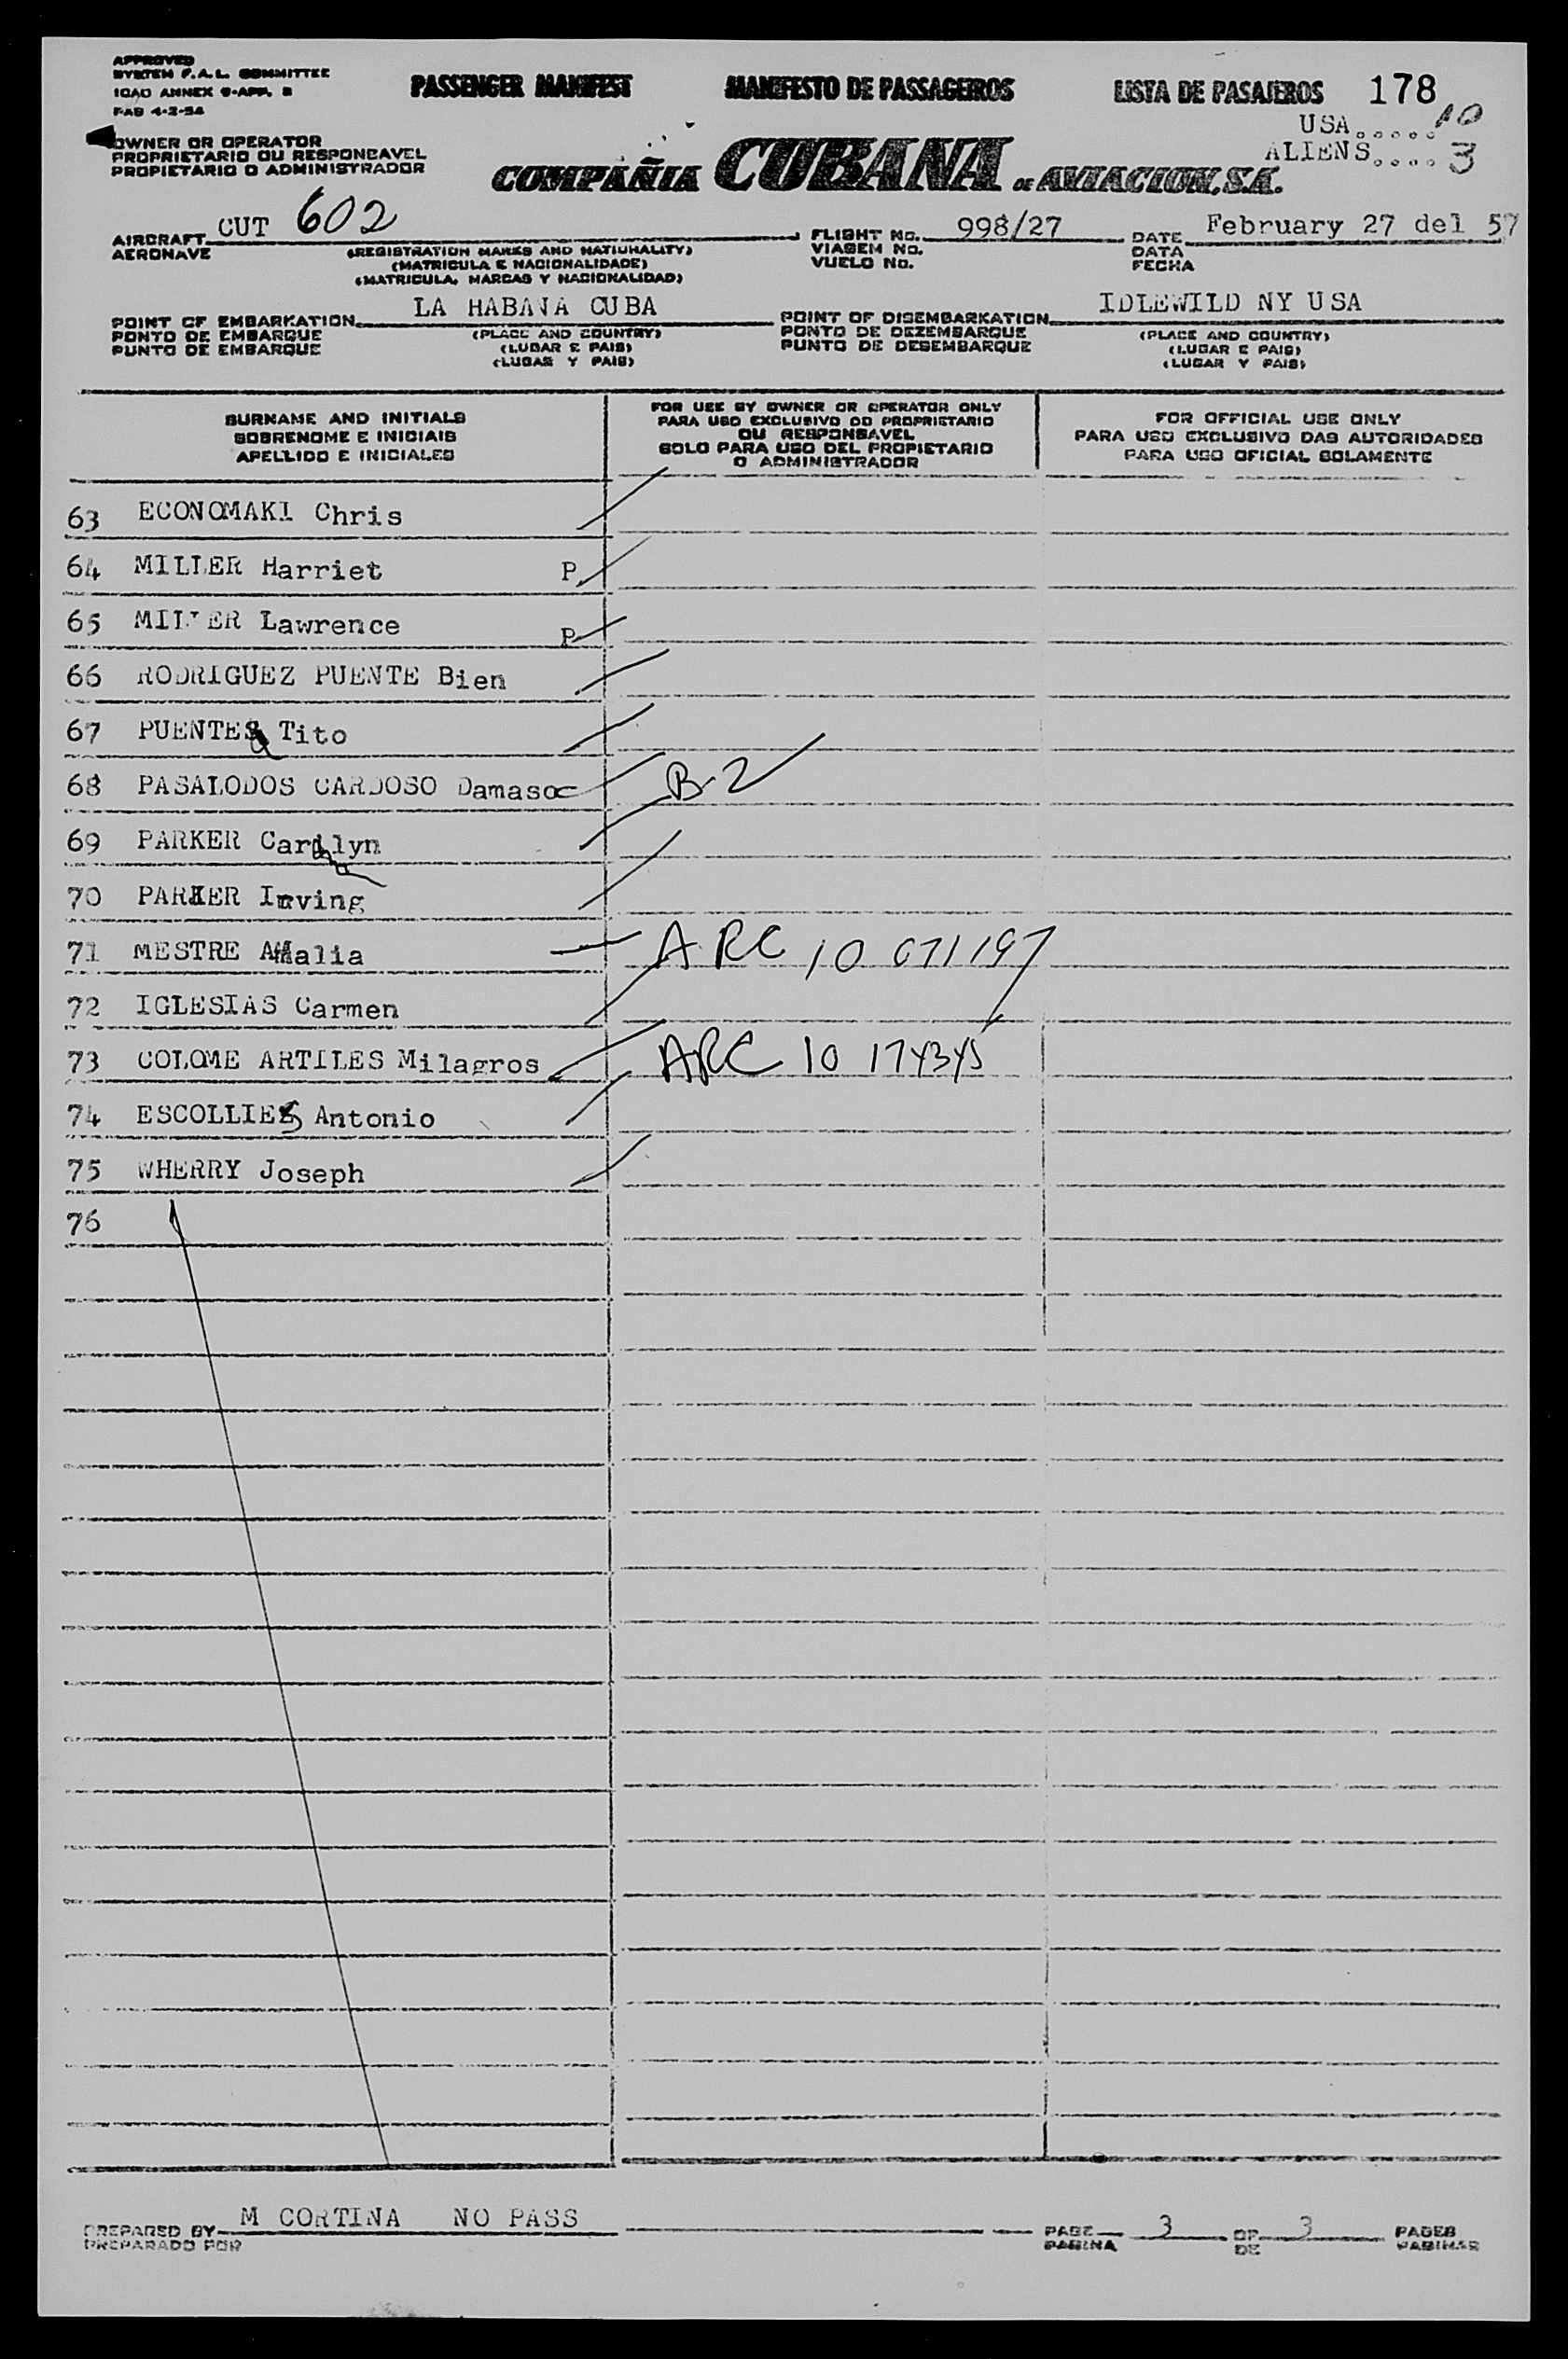 APPROVED
SYSTEM F.A.L. COMMITTEE
ICAO ANNEX 9-APP. B
FAB 4-2-54
PASSENGER MANIFEST MANIFESTO DE PASSAGEIROS LISTA DE PASAJEROS 178
USA..... 10
ALIENS.... 3
OWNER OR OPERATOR
PROPRIETARIO OU RESPONSAVEL
PROPIETARIO O ADMINISTRADOR
COMPAÑIA CUBANA DE AVIACION, S.A.
AIRCRAFT CUT 602 FLIGHT No. 998/27 DATE February 27 del 57
AERONAVE (REGISTRATION MARKS AND NATIONALITY) VIAGEM No. DATA
(MATRICULA E NACIONALIDADE) VUELO No. FECHA
(MATRICULA, MARCAS Y NACIONALIDAD)
POINT OF EMBARKATION LA HABANA CUBA POINT OF DISEMBARKATION IDLEWILD NY USA
PONTO DE EMBARQUE (PLACE AND COUNTRY) PONTO DE DEZEMBARQUE (PLACE AND COUNTRY)
PUNTO DE EMBARQUE (LUGAR E PAIS) PUNTO DE DESEMBARQUE (LUGAR E PAIS)
(LUGAR Y PAIS) (LUGAR Y PAIS)
SURNAME AND INITIALS
SOBRENOME E INICIAIS
APELLIDO E INICIALES
FOR USE BY OWNER OR OPERATOR ONLY
PARA USO EXCLUSIVO DO PROPRIETARIO
OU RESPONSAVEL
SOLO PARA USO DEL PROPIETARIO
O ADMINISTRADOR
FOR OFFICIAL USE ONLY
PARA USO EXCLUSIVO DAS AUTORIDADES
PARA USO OFICIAL SOLAMENTE
63 ECONOMAKI Chris
64 MILLER Harriet P
65 MILLER Lawrence P
66 RODRIGUEZ PUENTE Bien
67 PUENTE Tito
68 PASALODOS CARDOSO Damaso B-2
69 PARKER Carolyn
70 PARKER Irving
71 MESTRE Amalia ARC 10 071197
72 IGLESIAS Carmen
73 COLOME ARTILES Milagros ARC 10 174345
74 ESCOLLIES Antonio
75 WHERRY Joseph
76
PREPARED BY M CORTINA NO PASS PAGE 3 OF 3 PAGES
PREPARADO POR PAGINA DE PAGINAS